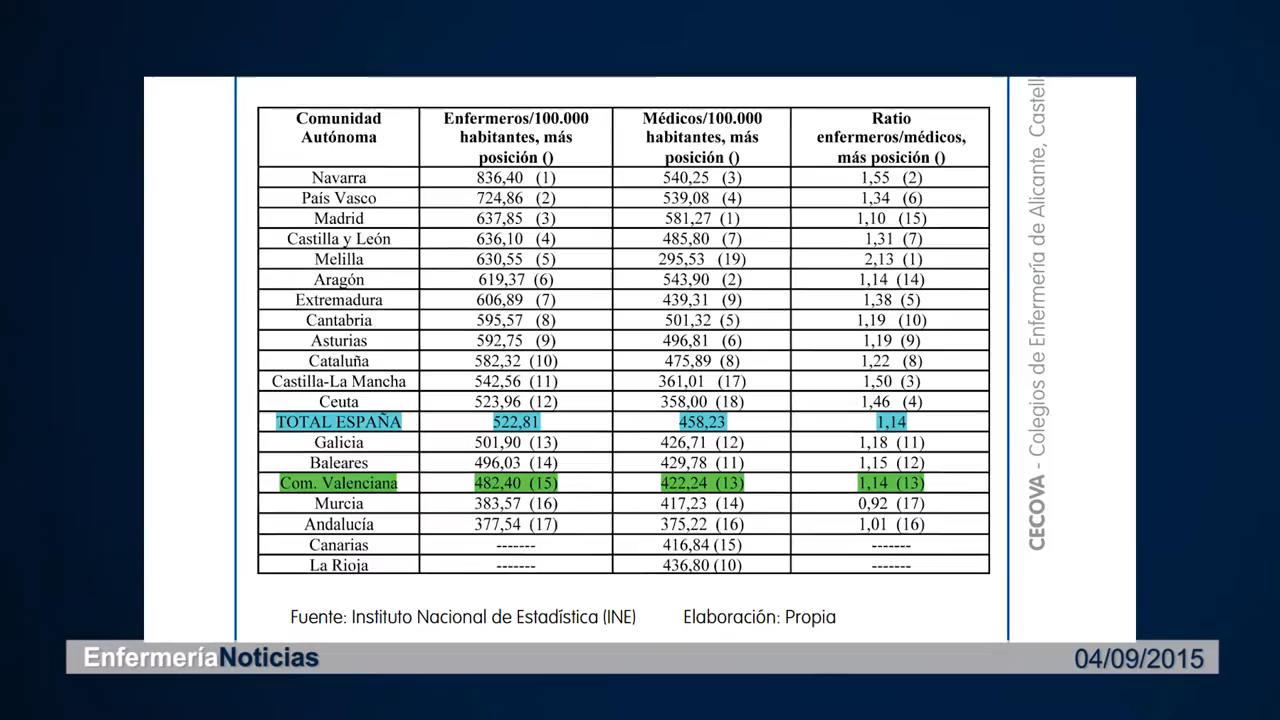 Comunidad Autónoma | Enfermeros/100.000 habitantes, más posición () | Médicos/100.000 habitantes, más posición () | Ratio enfermeros/médicos, más posición ()
Navarra 836,40 (1) 540,25 (3) 1,55 (2)
País Vasco 724,86 (2) 539,08 (4) 1,34 (6)
Madrid 637,85 (3) 581,27 (1) 1,10 (15)
Castilla y León 636,10 (4) 485,80 (7) 1,31 (7)
Melilla 630,55 (5) 295,53 (19) 2,13 (1)
Aragón 619,37 (6) 543,90 (2) 1,14 (14)
Extremadura 606,89 (7) 439,31 (9) 1,38 (5)
Cantabria 595,57 (8) 501,32 (5) 1,19 (10)
Asturias 592,75 (9) 496,81 (6) 1,19 (9)
Cataluña 582,32 (10) 475,89 (8) 1,22 (8)
Castilla-La Mancha 542,56 (11) 361,01 (17) 1,50 (3)
Ceuta 523,96 (12) 358,00 (18) 1,46 (4)
TOTAL ESPAÑA 522,81 458,23 1,14
Galicia 501,90 (13) 426,71 (12) 1,18 (11)
Baleares 496,03 (14) 429,78 (11) 1,15 (12)
Com. Valenciana 482,40 (15) 422,24 (13) 1,14 (13)
Murcia 383,57 (16) 417,23 (14) 0,92 (17)
Andalucía 377,54 (17) 375,22 (16) 1,01 (16)
Canarias ------- 416,84 (15) -------
La Rioja ------- 436,80 (10) -------
Fuente: Instituto Nacional de Estadística (INE) Elaboración: Propia
CECOVA - Colegios de Enfermería de Alicante, Castell
EnfermeríaNoticias
04/09/2015